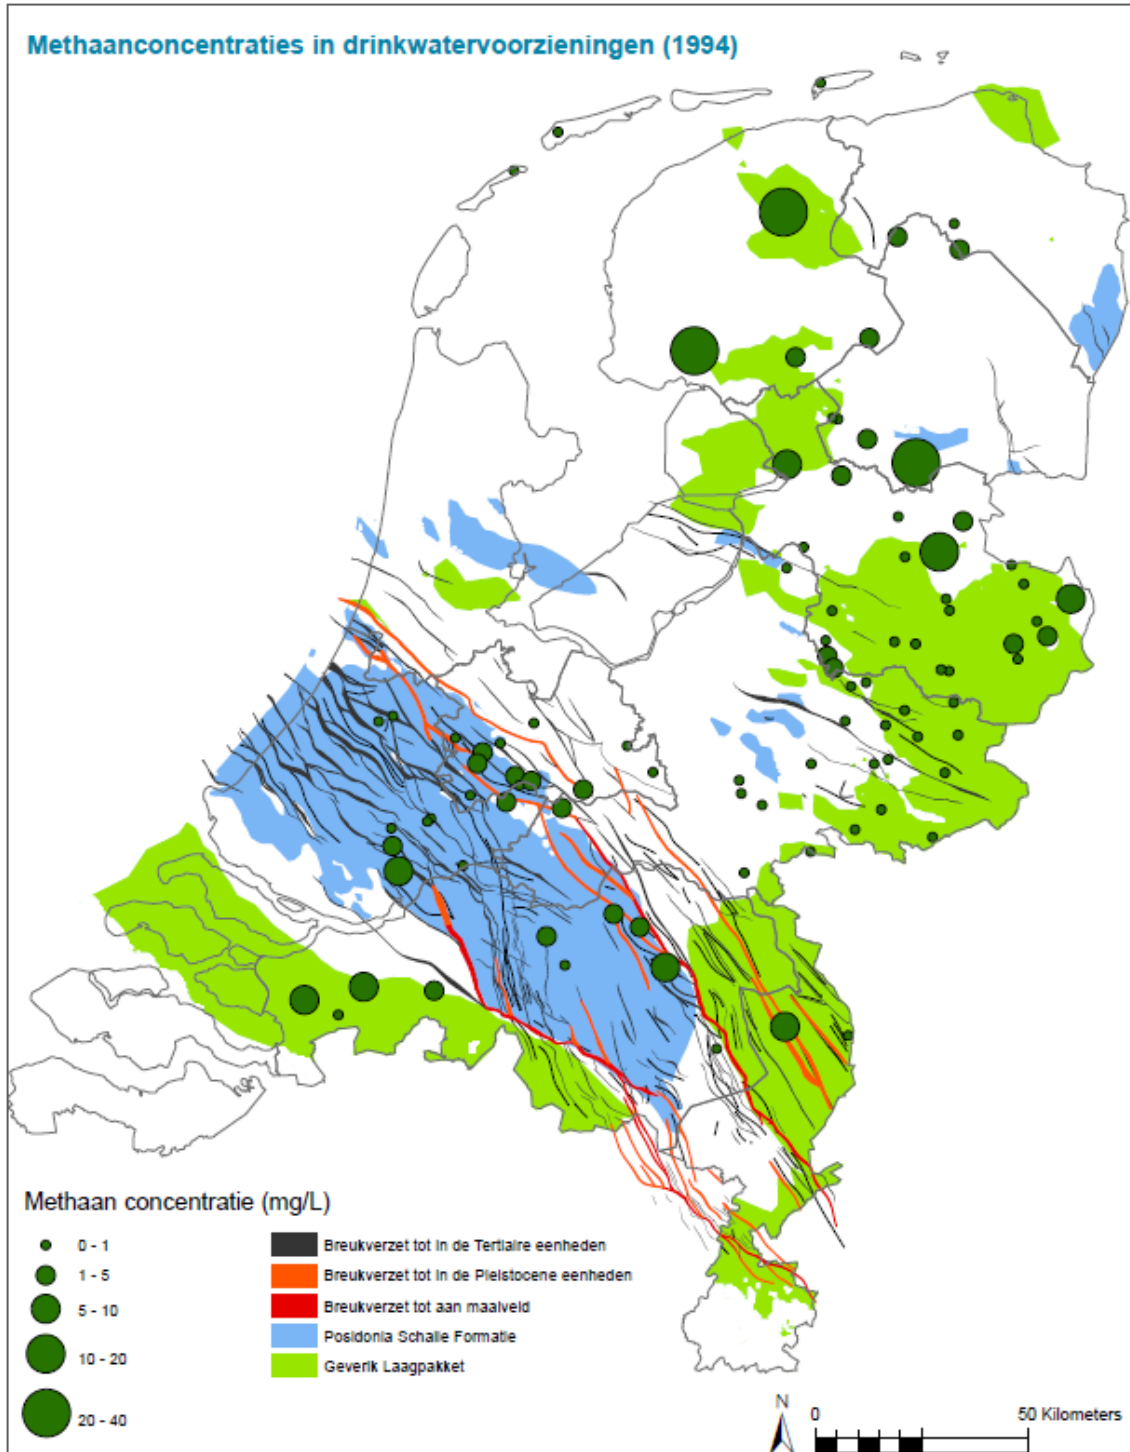 Methaanconcentraties in drinkwatervoorzieningen (1994)
Methaan concentratie (mg/L)
0 - 1
1 - 5
5 - 10
10 - 20
20 - 40
Breukverzet tot in de Tertiaire eenheden
Breukverzet tot in de Pleistocene eenheden
Breukverzet tot aan maaiveld
Posidonia Schalie Formatie
Geverik Laagpakket
N
0
50 Kilometers